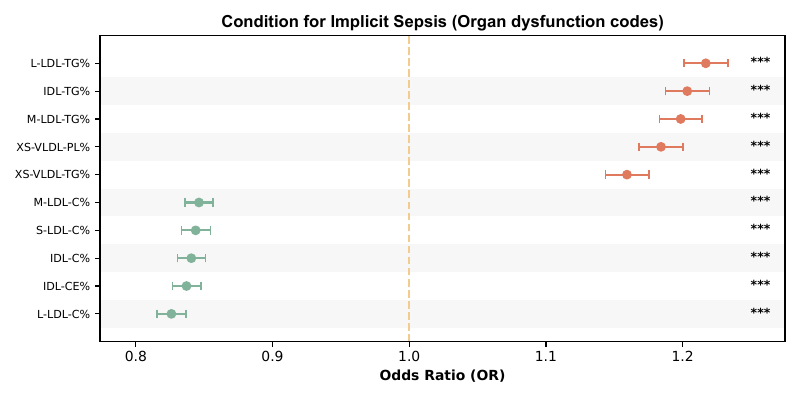 Condition for Implicit Sepsis (Organ dysfunction codes)
L-LDL-TG% ***
IDL-TG% ***
M-LDL-TG% ***
XS-VLDL-PL% ***
XS-VLDL-TG% ***
M-LDL-C% ***
S-LDL-C% ***
IDL-C% ***
IDL-CE% ***
L-LDL-C% ***
0.8 0.9 1.0 1.1 1.2
Odds Ratio (OR)